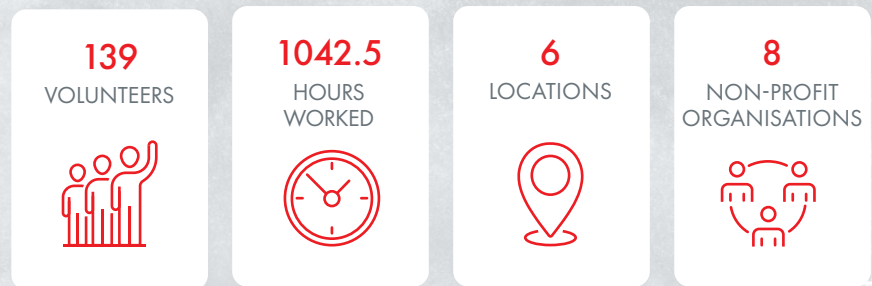 139
VOLUNTEERS
1042.5
HOURS
WORKED
6
LOCATIONS
8
NON-PROFIT
ORGANISATIONS